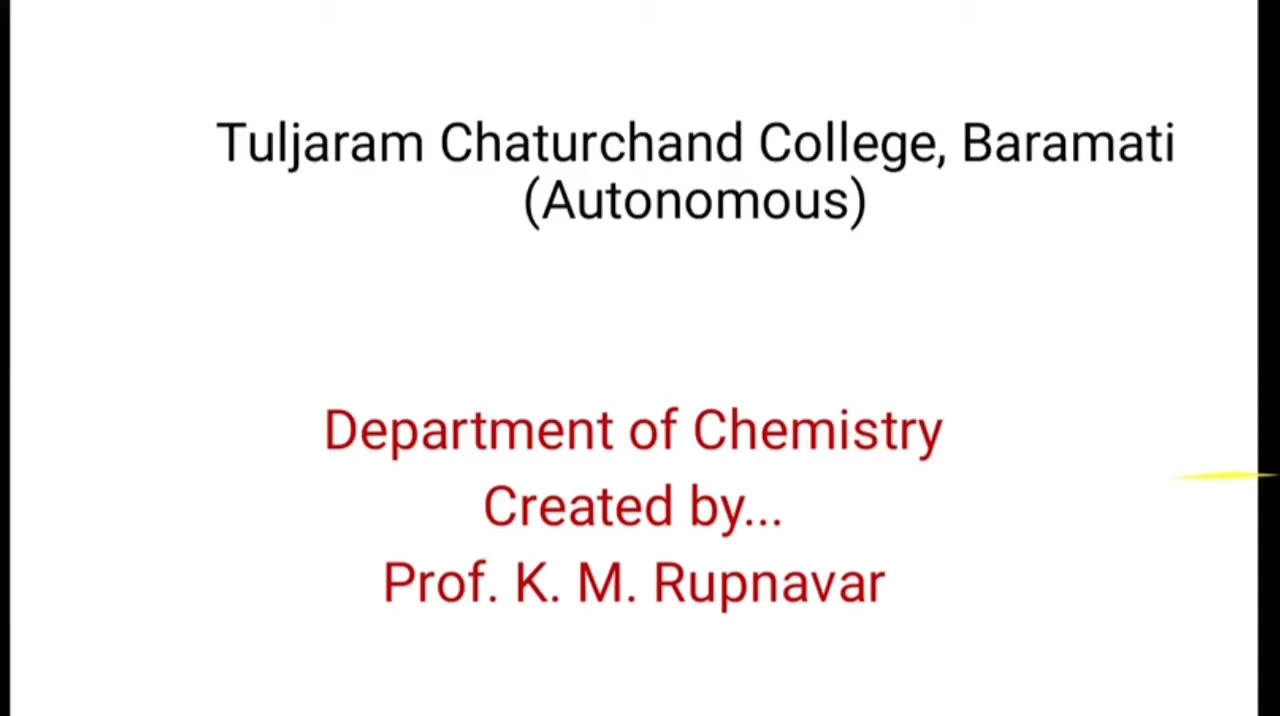 Tuljaram Chaturchand College, Baramati
(Autonomous)
Department of Chemistry
Created by...
Prof. K. M. Rupnavar